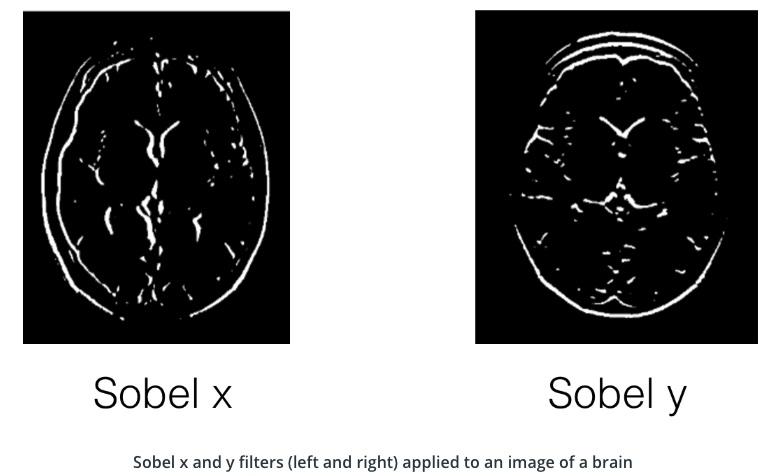 Sobel x
Sobel y
Sobel x and y filters (left and right) applied to an image of a brain